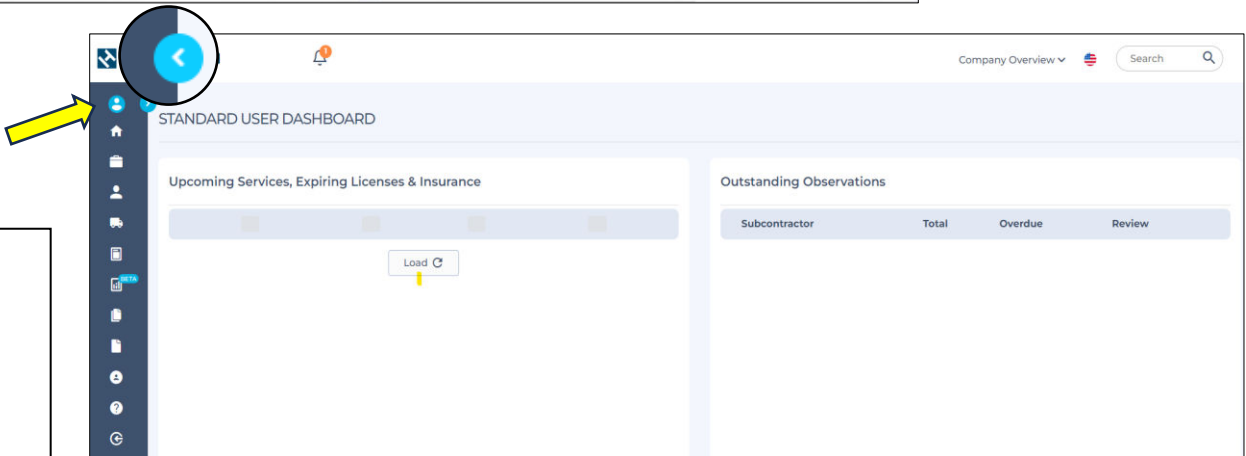 1
Company Overview
Search
STANDARD USER DASHBOARD
Upcoming Services, Expiring Licenses & Insurance
Outstanding Observations
Subcontractor Total Overdue Review
Load
BETA